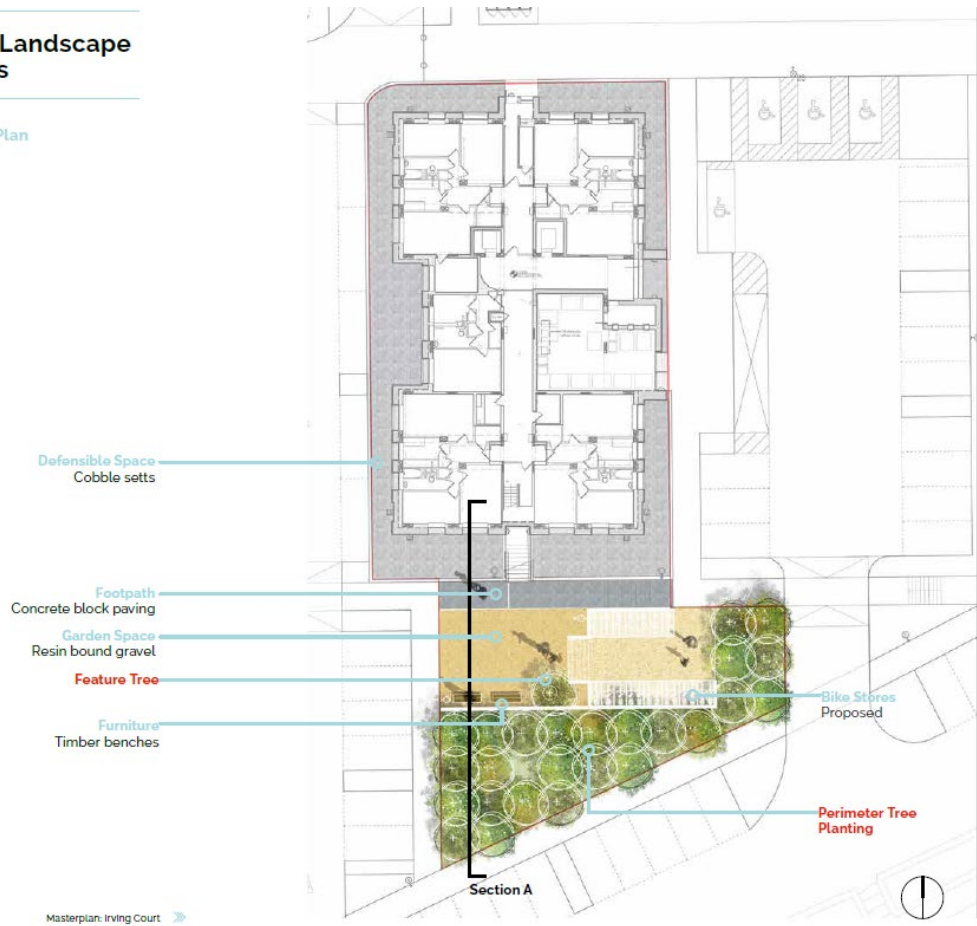 Landscape
s
Plan
Defensible Space
Cobble setts
Footpath
Concrete block paving
Garden Space
Resin bound gravel
Feature Tree
Furniture
Timber benches
Bike Stores
Proposed
Perimeter Tree
Planting
Section A
Masterplan: Irving Court